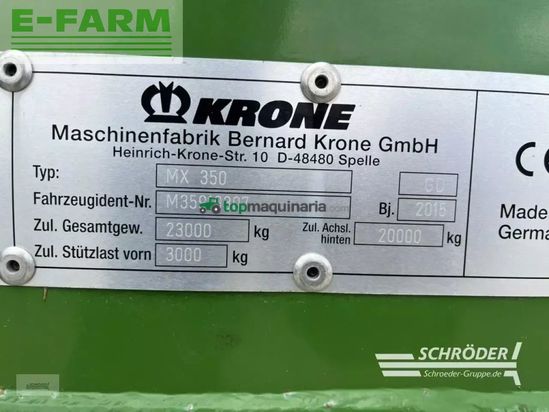 E-FARM
KRONE
Maschinenfabrik Bernard Krone GmbH
Heinrich-Krone-Str. 10 D-48480 Spelle
Typ: MX 350 GD
Fahrzeugident-Nr. Bj. 2015
topmaquinaria.com
Zul. Gesamtgew. 23000 kg Zul. Achsl. hinten 20000 kg
Zul. Stützlast vorn 3000 kg
CE
Made
Germa
SCHRÖDER
Schroeder-Gruppe.de